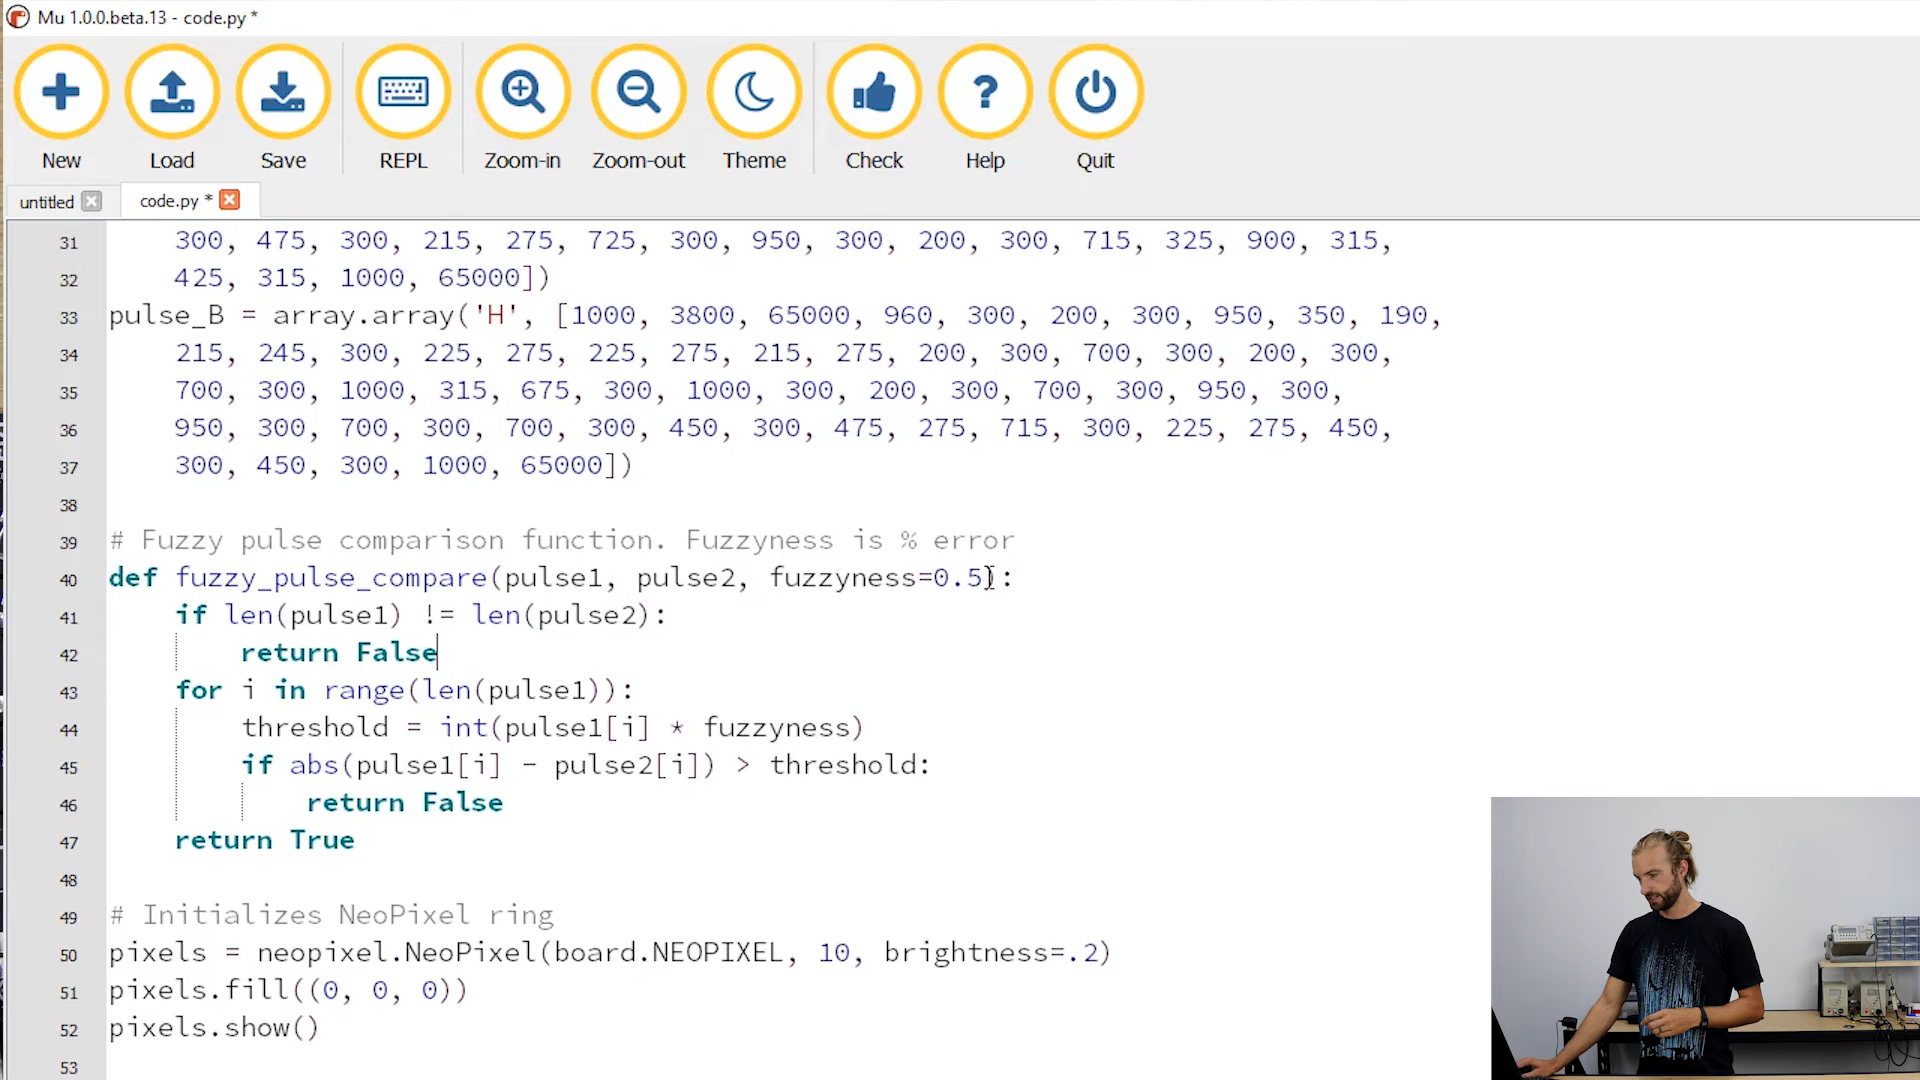 Mu 1.0.0.beta.13 - code.py *
New Load Save REPL Zoom-in Zoom-out Theme Check Help Quit
untitled code.py *
31 300, 475, 300, 215, 275, 725, 300, 950, 300, 200, 300, 715, 325, 900, 315,
32 425, 315, 1000, 65000])
33 pulse_B = array.array('H', [1000, 3800, 65000, 960, 300, 200, 300, 950, 350, 190,
34 215, 245, 300, 225, 275, 225, 275, 215, 275, 200, 300, 700, 300, 200, 300,
35 700, 300, 1000, 315, 675, 300, 1000, 300, 200, 300, 700, 300, 950, 300,
36 950, 300, 700, 300, 700, 300, 450, 300, 475, 275, 715, 300, 225, 275, 450,
37 300, 450, 300, 1000, 65000])
38
39 # Fuzzy pulse comparison function. Fuzzyness is % error
40 def fuzzy_pulse_compare(pulse1, pulse2, fuzzyness=0.5):
41 if len(pulse1) != len(pulse2):
42 return False
43 for i in range(len(pulse1)):
44 threshold = int(pulse1[i] * fuzzyness)
45 if abs(pulse1[i] - pulse2[i]) > threshold:
46 return False
47 return True
48
49 # Initializes NeoPixel ring
50 pixels = neopixel.NeoPixel(board.NEOPIXEL, 10, brightness=.2)
51 pixels.fill((0, 0, 0))
52 pixels.show()
53